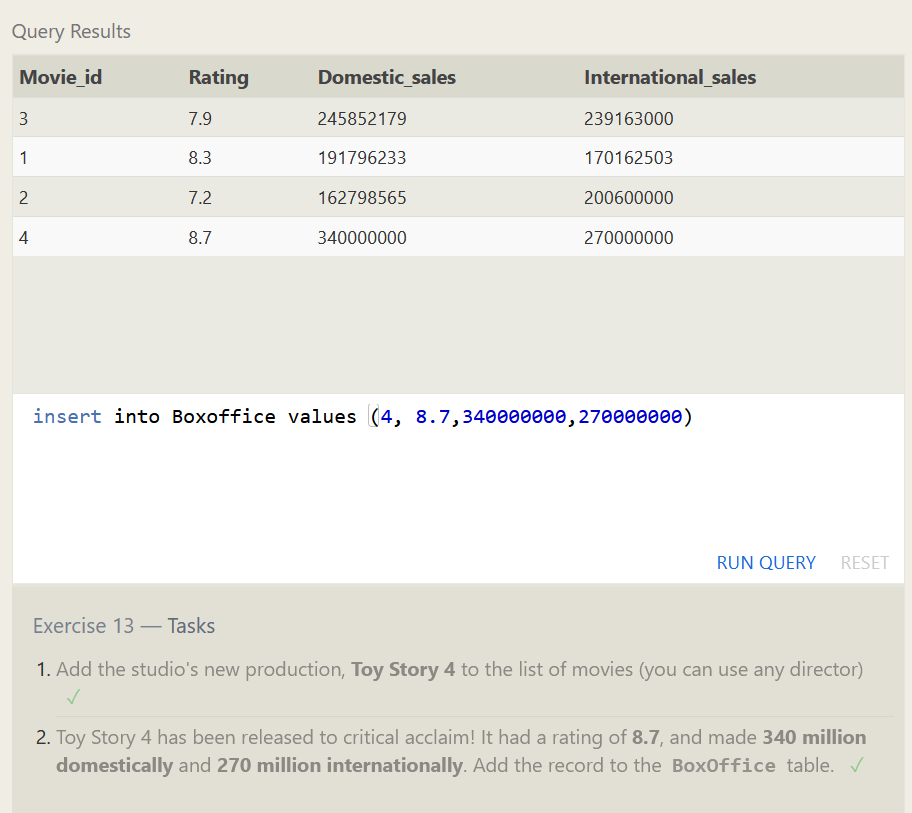 Query Results
Movie_id Rating Domestic_sales International_sales
3 7.9 245852179 239163000
1 8.3 191796233 170162503
2 7.2 162798565 200600000
4 8.7 340000000 270000000
insert into Boxoffice values (4, 8.7,340000000,270000000)
RUN QUERY RESET
Exercise 13 — Tasks
1. Add the studio's new production, Toy Story 4 to the list of movies (you can use any director)
✓
2. Toy Story 4 has been released to critical acclaim! It had a rating of 8.7, and made 340 million
domestically and 270 million internationally. Add the record to the BoxOffice table. ✓